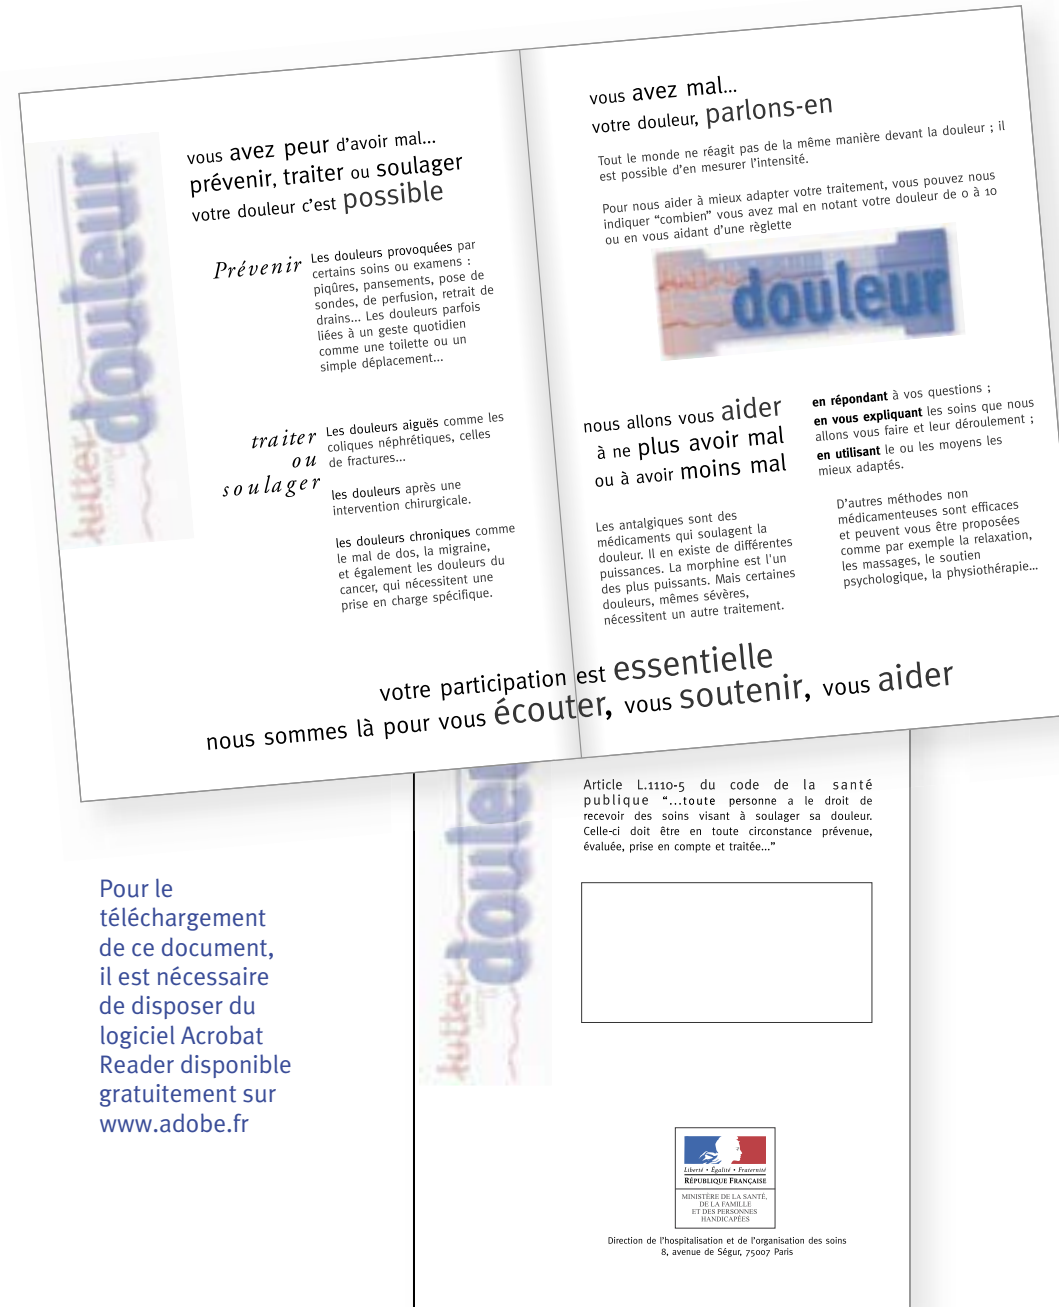 vous avez peur d'avoir mal...
prévenir, traiter ou soulager
votre douleur c'est possible
Prévenir
Les douleurs provoquées par
certains soins ou examens :
piqûres, pansements, pose de
sondes, de perfusion, retrait de
drains... Les douleurs parfois
liées à un geste quotidien
comme une toilette ou un
simple déplacement...
traiter
ou
soulager
Les douleurs aiguës comme les
coliques néphrétiques, celles
de fractures...
les douleurs après une
intervention chirurgicale.
les douleurs chroniques comme
le mal de dos, la migraine,
et également les douleurs du
cancer, qui nécessitent une
prise en charge spécifique.
lutter
douleur
vous avez mal...
votre douleur, parlons-en
Tout le monde ne réagit pas de la même manière devant la douleur ; il
est possible d'en mesurer l'intensité.
Pour nous aider à mieux adapter votre traitement, vous pouvez nous
indiquer “combien” vous avez mal en notant votre douleur de 0 à 10
ou en vous aidant d'une règlette
lutter
douleur
nous allons vous aider
à ne plus avoir mal
ou à avoir moins mal
Les antalgiques sont des
médicaments qui soulagent la
douleur. Il en existe de différentes
puissances. La morphine est l'un
des plus puissants. Mais certaines
douleurs, mêmes sévères,
nécessitent un autre traitement.
en répondant à vos questions ;
en vous expliquant les soins que nous
allons vous faire et leur déroulement ;
en utilisant le ou les moyens les
mieux adaptés.
D'autres méthodes non
médicamenteuses sont efficaces
et peuvent vous être proposées
comme par exemple la relaxation,
les massages, le soutien
psychologique, la physiothérapie...
votre participation est essentielle
nous sommes là pour vous écouter, vous soutenir, vous aider
Article L.1110-5 du code de la santé
publique “...toute personne a le droit de
recevoir des soins visant à soulager sa douleur.
Celle-ci doit être en toute circonstance prévenue,
évaluée, prise en compte et traitée...”
lutter
Pour le
téléchargement
de ce document,
il est nécessaire
de disposer du
logiciel Acrobat
Reader disponible
gratuitement sur
www.adobe.fr
Liberté • Égalité • Fraternité
RÉPUBLIQUE FRANÇAISE
MINISTÈRE DE LA SANTÉ,
DE LA FAMILLE
ET DES PERSONNES
HANDICAPÉES
Direction de l'hospitalisation et de l'organisation des soins
8, avenue de Ségur, 75007 Paris